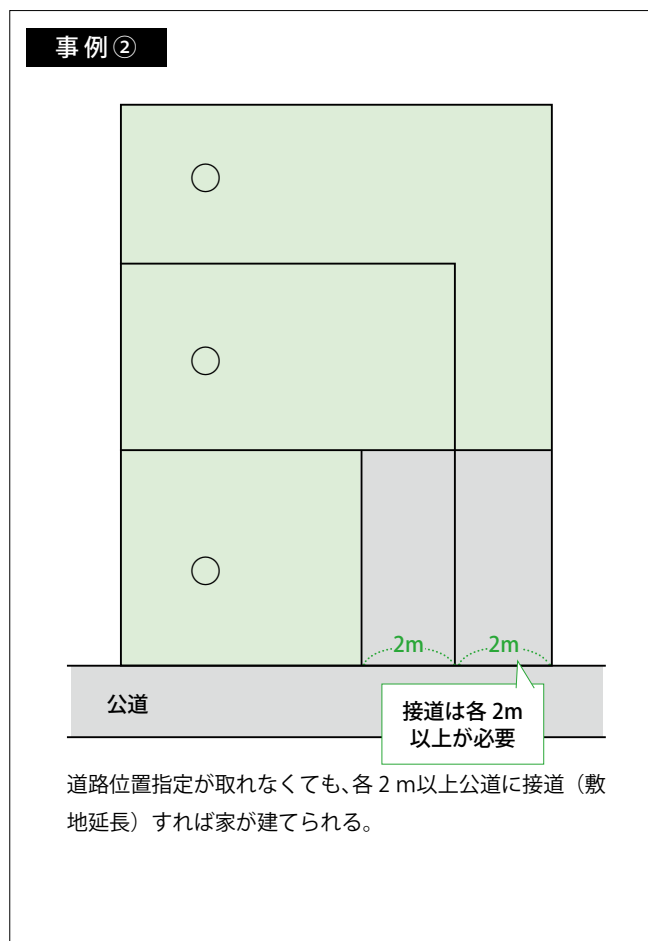 事例②
2m
2m
公道
接道は各 2m
以上が必要
道路位置指定が取れなくても、各 2 m以上公道に接道（敷
地延長）すれば家が建てられる。